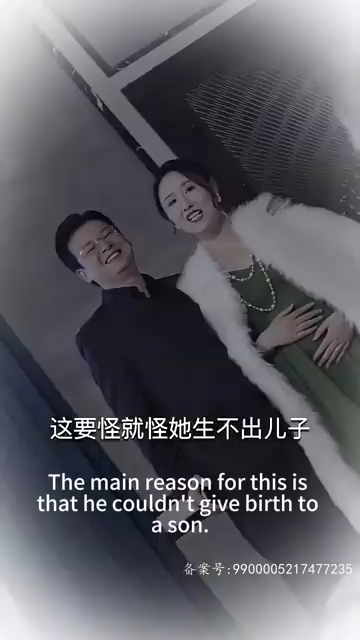 这要怪就怪她生不出儿子
The main reason for this is
that he couldn't give birth to
a son.
备案号:9900005217477235